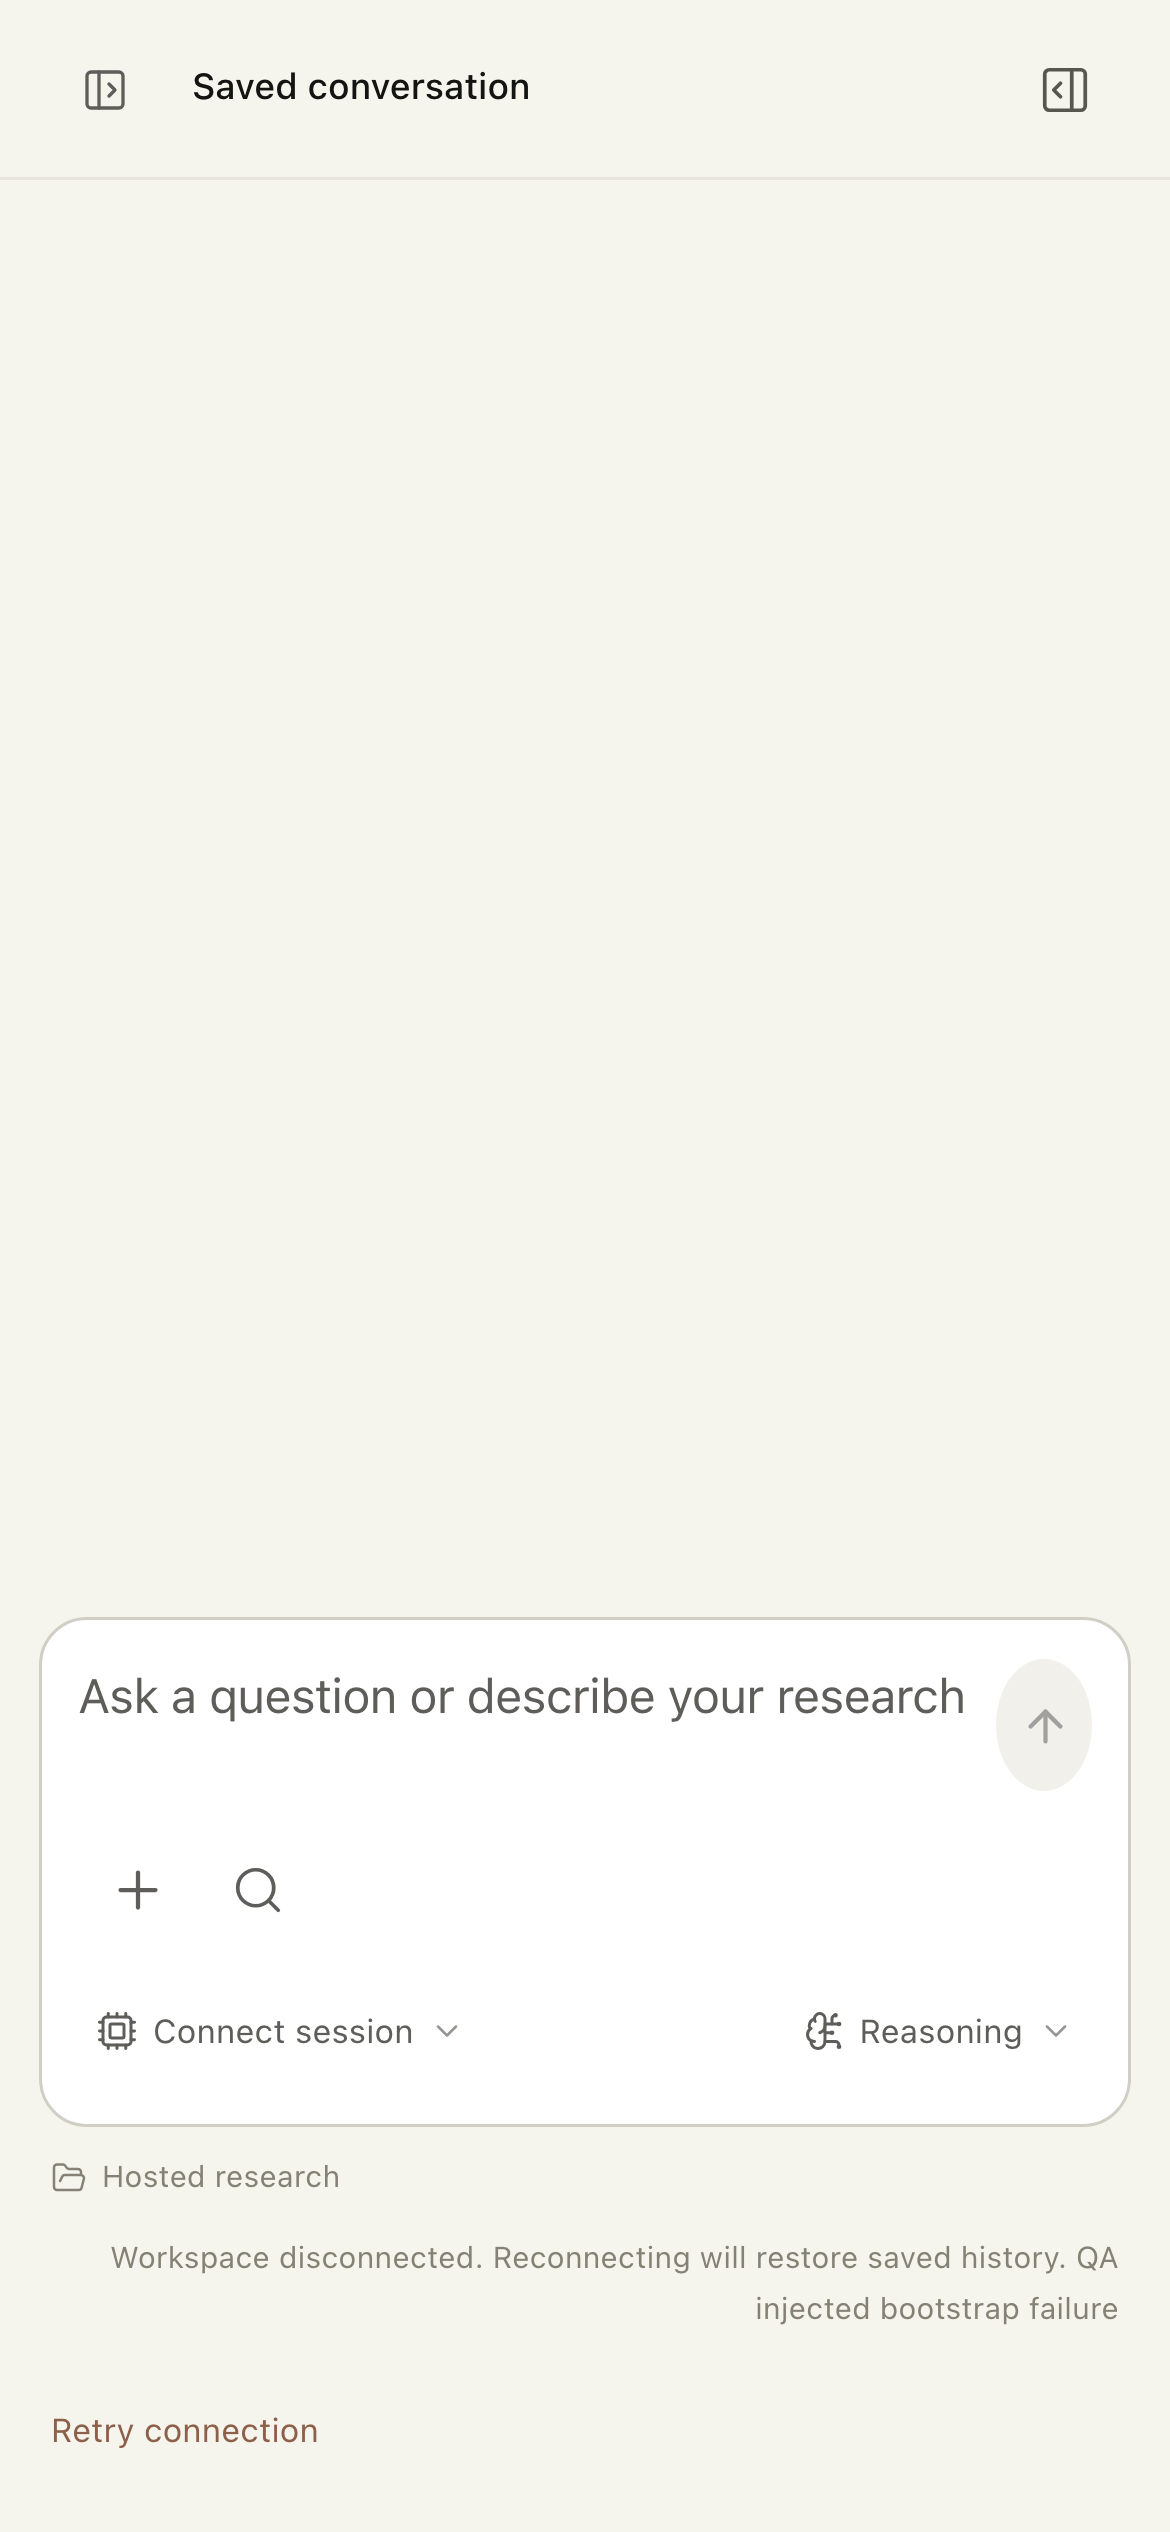 Saved conversation
Ask a question or describe your research
Connect session
Reasoning
Hosted research
Workspace disconnected. Reconnecting will restore saved history. QA
injected bootstrap failure
Retry connection